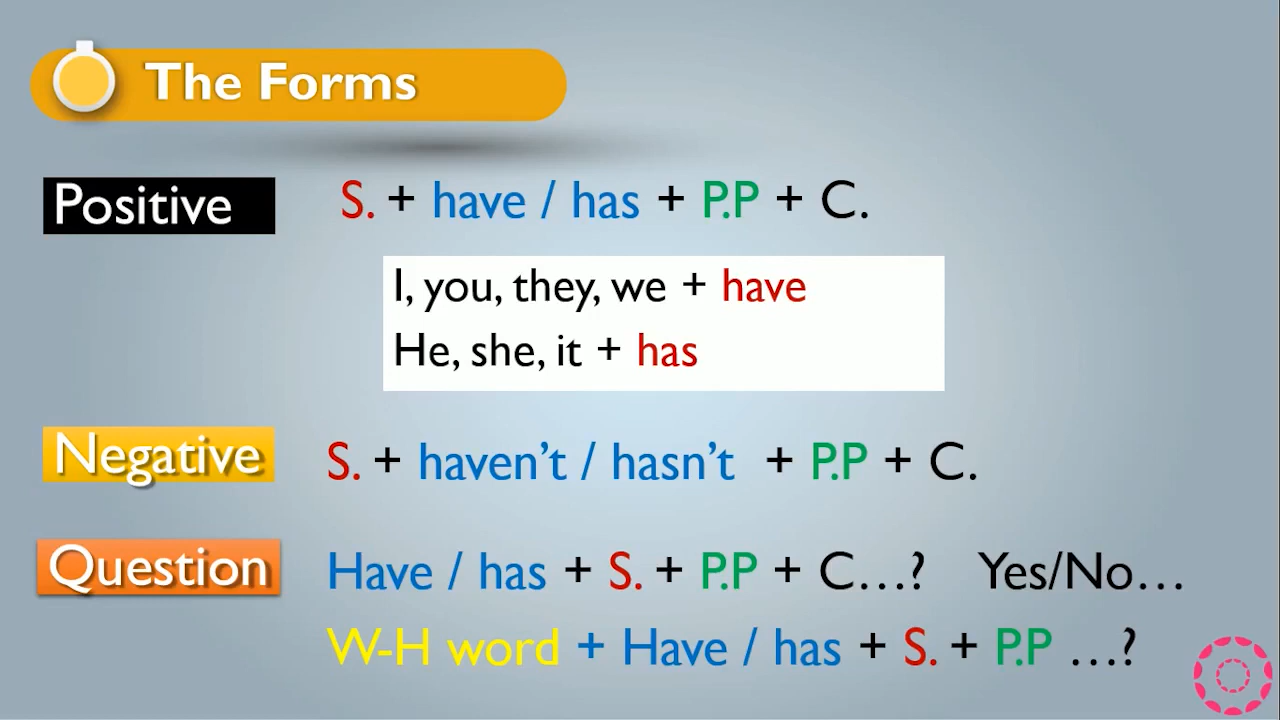 The Forms
Positive S. + have / has + P.P + C.
I, you, they, we + have
He, she, it + has
Negative S. + haven’t / hasn’t + P.P + C.
Question Have / has + S. + P.P + C…? Yes/No…
W-H word + Have / has + S. + P.P …?